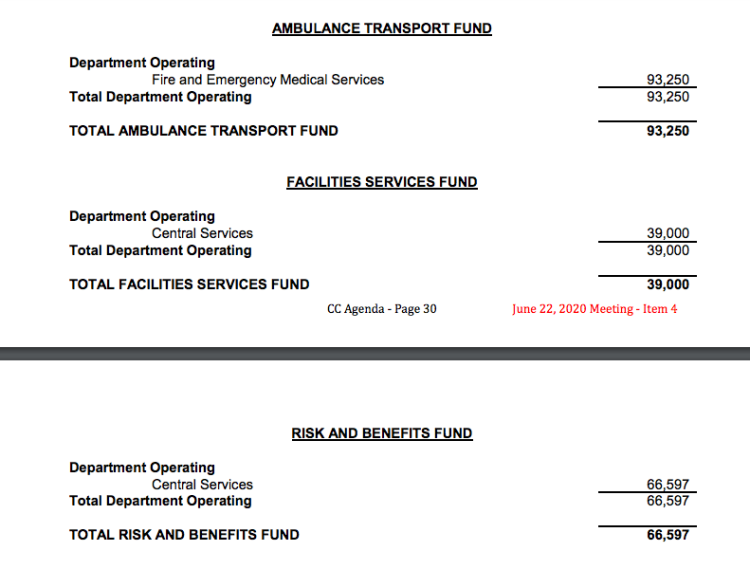 AMBULANCE TRANSPORT FUND
Department Operating
Fire and Emergency Medical Services 93,250
Total Department Operating 93,250
TOTAL AMBULANCE TRANSPORT FUND 93,250
FACILITIES SERVICES FUND
Department Operating
Central Services 39,000
Total Department Operating 39,000
TOTAL FACILITIES SERVICES FUND 39,000
CC Agenda - Page 30 June 22, 2020 Meeting - Item 4
RISK AND BENEFITS FUND
Department Operating
Central Services 66,597
Total Department Operating 66,597
TOTAL RISK AND BENEFITS FUND 66,597